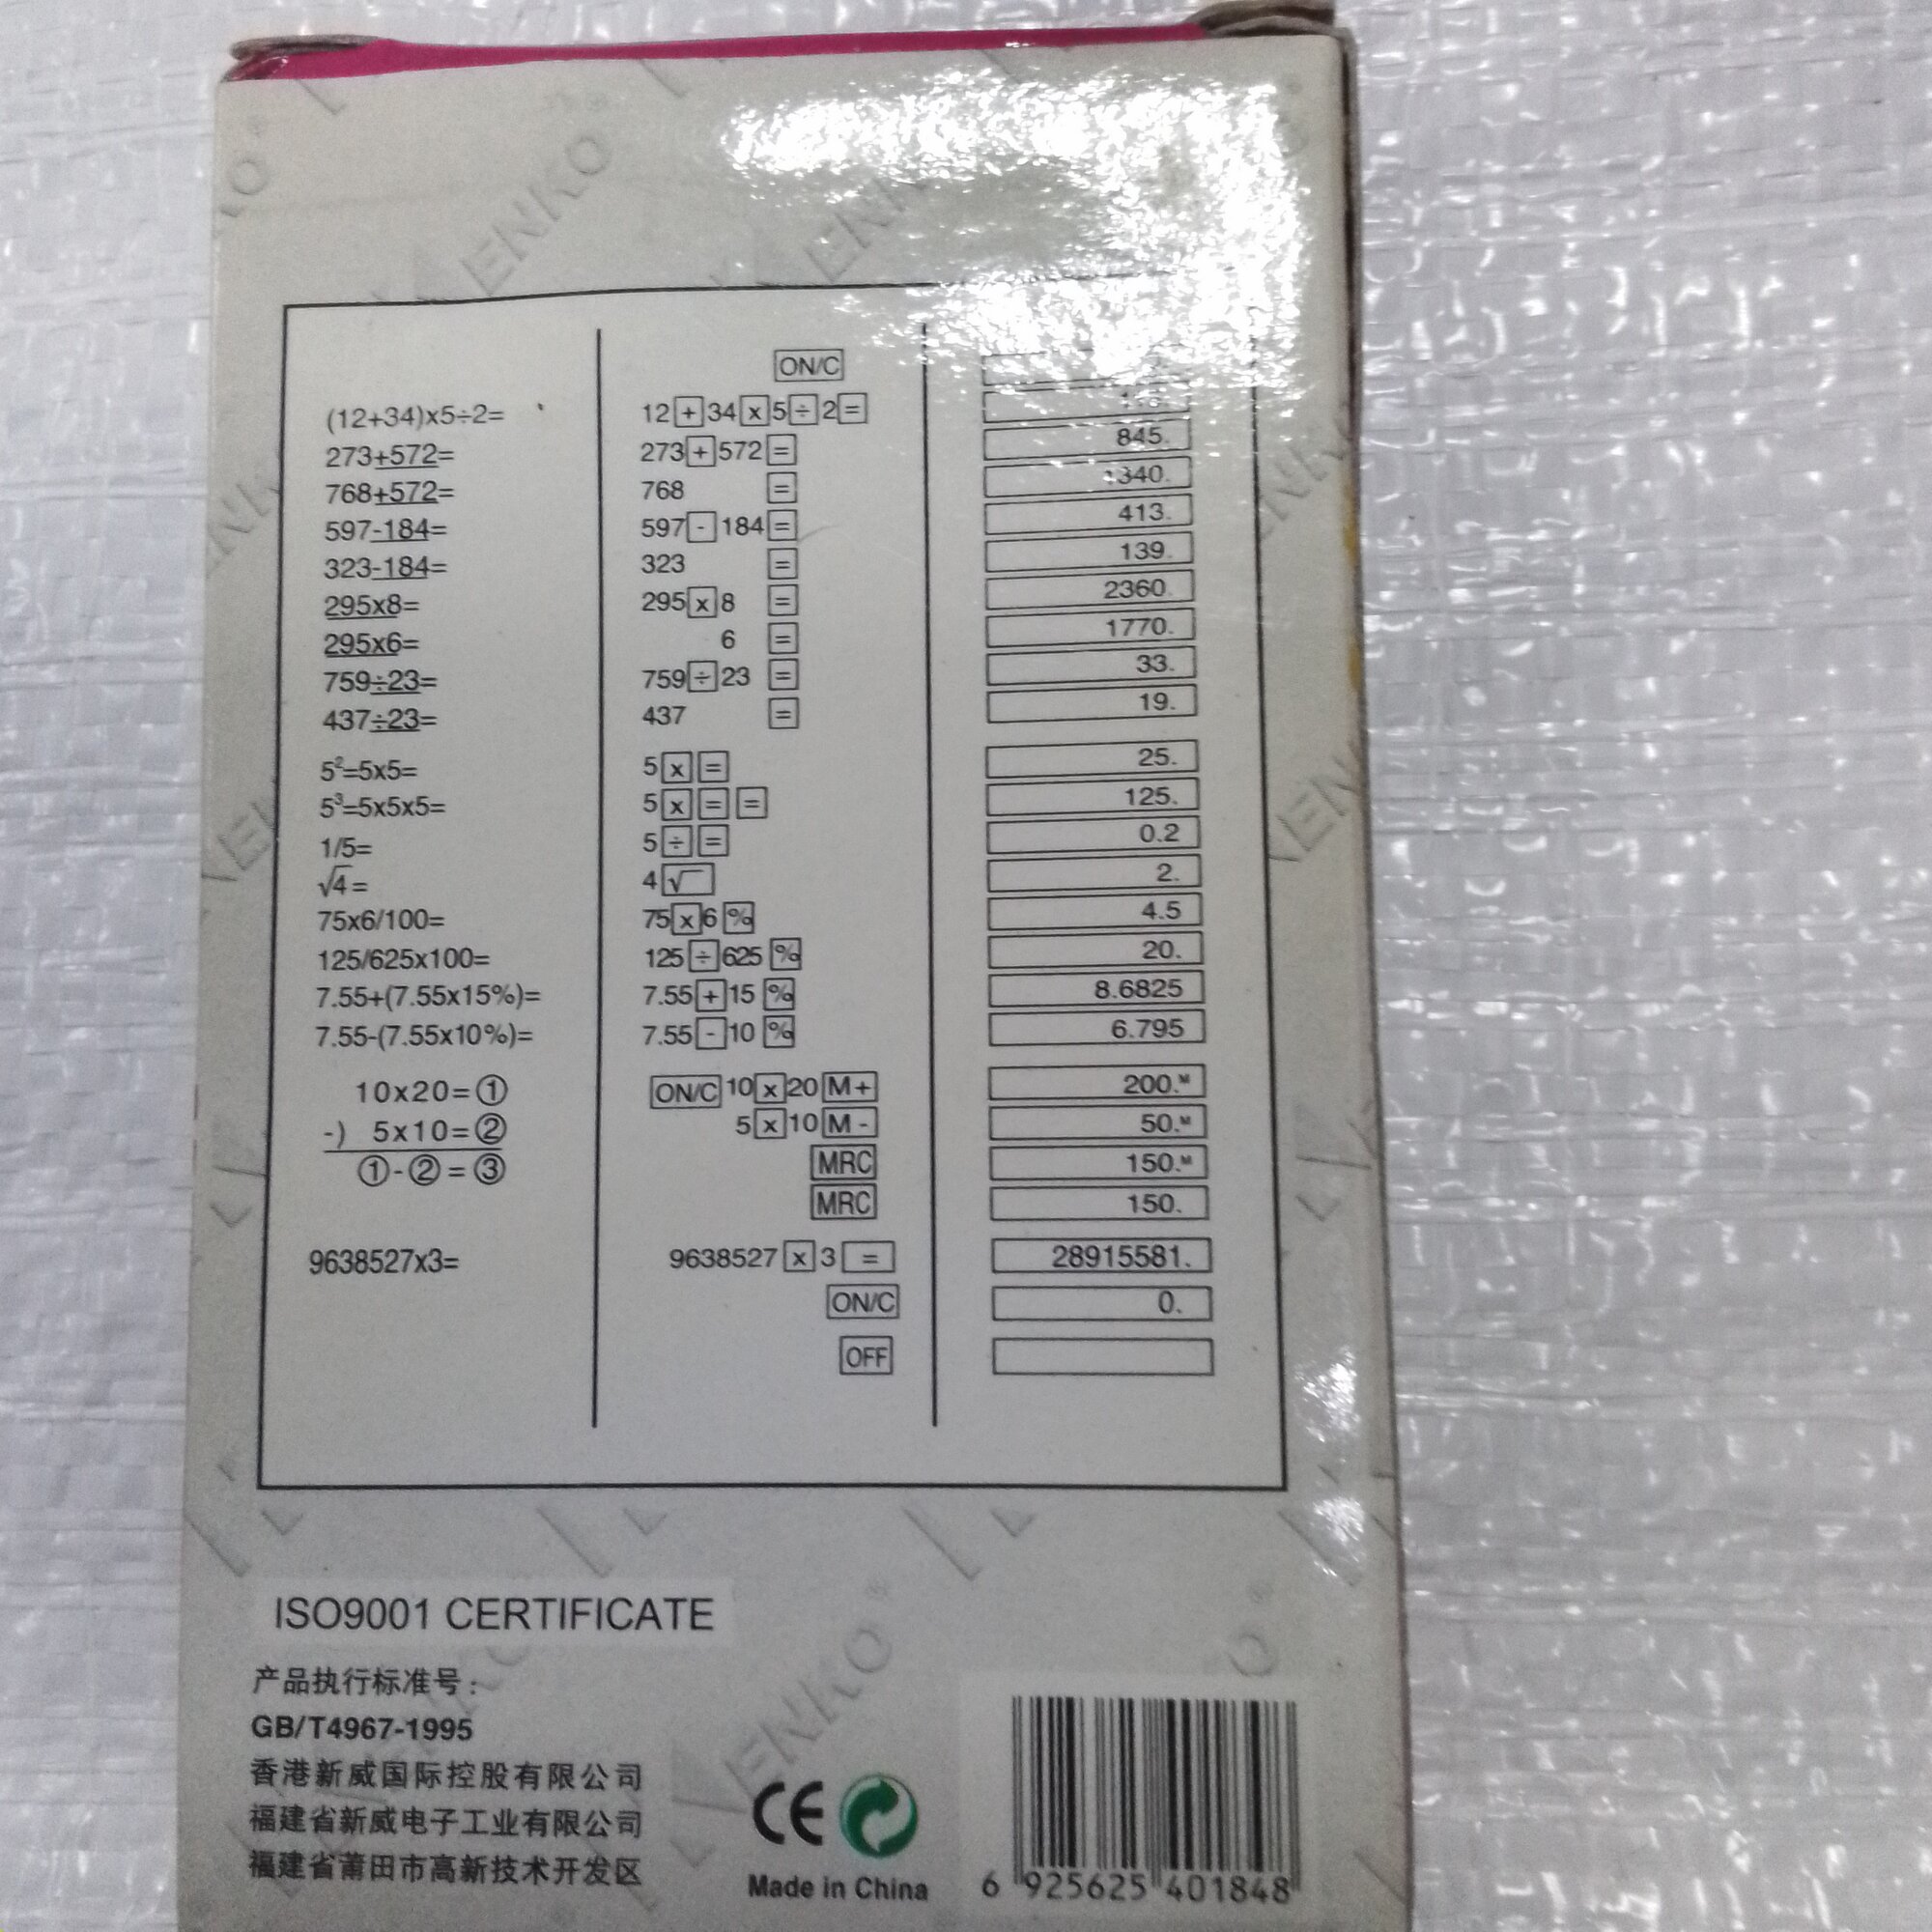 KENKO
ON/C
(12+34)x5÷2= 12 + 34 x 5 ÷ 2 =
273+572= 273 + 572 = 845.
768+572= 768 = 1340.
597-184= 597 - 184 = 413.
323-184= 323 = 139.
295x8= 295 x 8 = 2360.
295x6= 6 = 1770.
759÷23= 759 ÷ 23 = 33.
437÷23= 437 = 19.
5²=5x5= 5 x = 25.
5³=5x5x5= 5 x = = 125.
1/5= 5 ÷ = 0.2
√4= 4 √ 2.
75x6/100= 75 x 6 % 4.5
125/625x100= 125 ÷ 625 % 20.
7.55+(7.55x15%)= 7.55 + 15 % 8.6825
7.55-(7.55x10%)= 7.55 - 10 % 6.795
10x20=① ON/C 10 x 20 M+ 200.ᴹ
-) 5x10=② 5 x 10 M- 50.ᴹ
①-②=③ MRC 150.ᴹ
MRC 150.
9638527x3= 9638527 x 3 = 28915581.
ON/C 0.
OFF
ISO9001 CERTIFICATE
产品执行标准号：
GB/T4967-1995
香港新威国际控股有限公司
福建省新威电子工业有限公司
福建省莆田市高新技术开发区
CE
Made in China
6 925625 401848